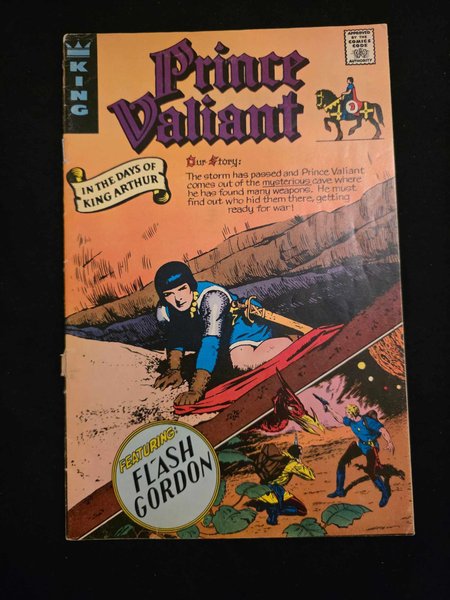 KING
Prince
Valiant
APPROVED
BY THE
COMICS
CODE
AUTHORITY
IN THE DAYS OF
KING ARTHUR
Our Story:
The storm has passed and Prince Valiant
comes out of the mysterious cave where
he has found many weapons. He must
find out who hid them there, getting
ready for war!
FEATURING:
FLASH
GORDON